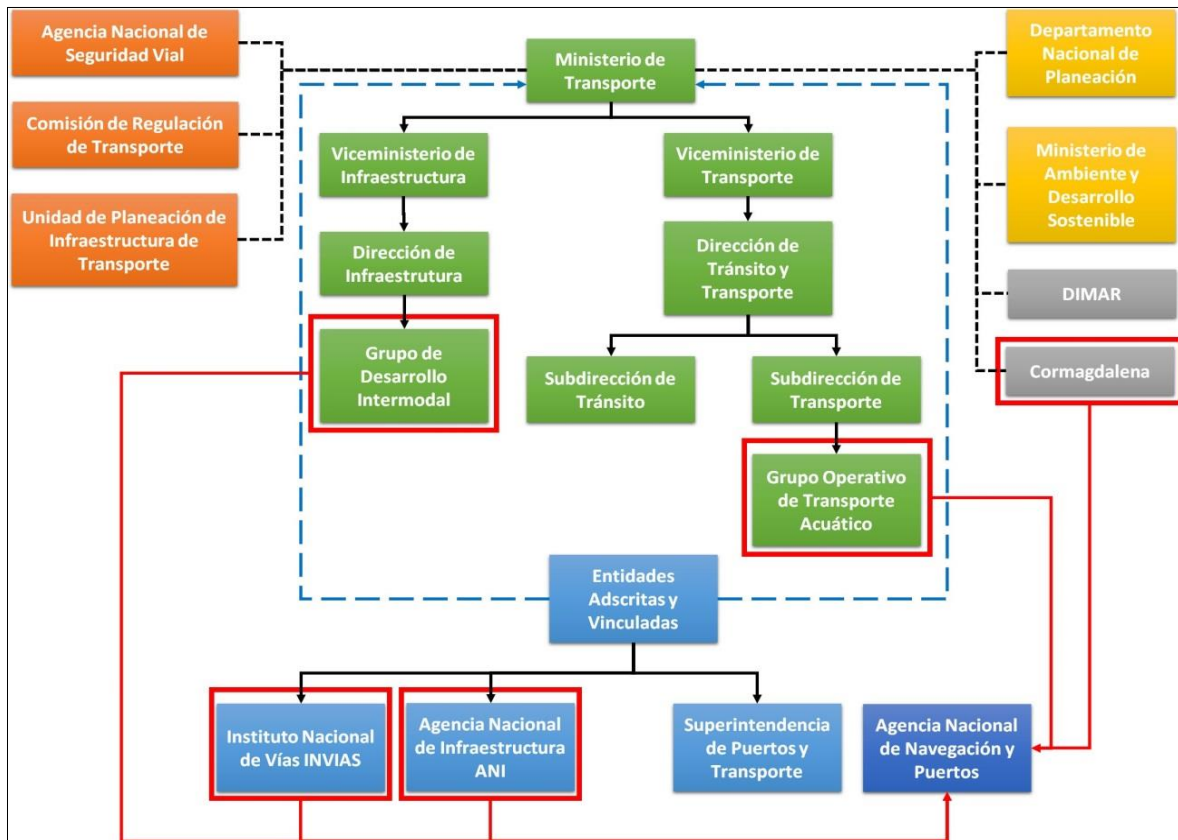 Agencia Nacional de
Seguridad Vial
Comisión de Regulación
de Transporte
Unidad de Planeación de
Infraestructura de
Transporte
Ministerio de
Transporte
Departamento
Nacional de
Planeación
Ministerio de
Ambiente y
Desarrollo
Sostenible
DIMAR
Cormagdalena
Viceministerio de
Infraestructura
Viceministerio de
Transporte
Dirección de
Infraestrutura
Dirección de
Tránsito y
Transporte
Grupo de
Desarrollo
Intermodal
Subdirección de
Tránsito
Subdirección de
Transporte
Grupo Operativo
de Transporte
Acuático
Entidades
Adscritas y
Vinculadas
Instituto Nacional
de Vías INVIAS
Agencia Nacional
de Infraestructura
ANI
Superintendencia
de Puertos y
Transporte
Agencia Nacional
de Navegación y
Puertos